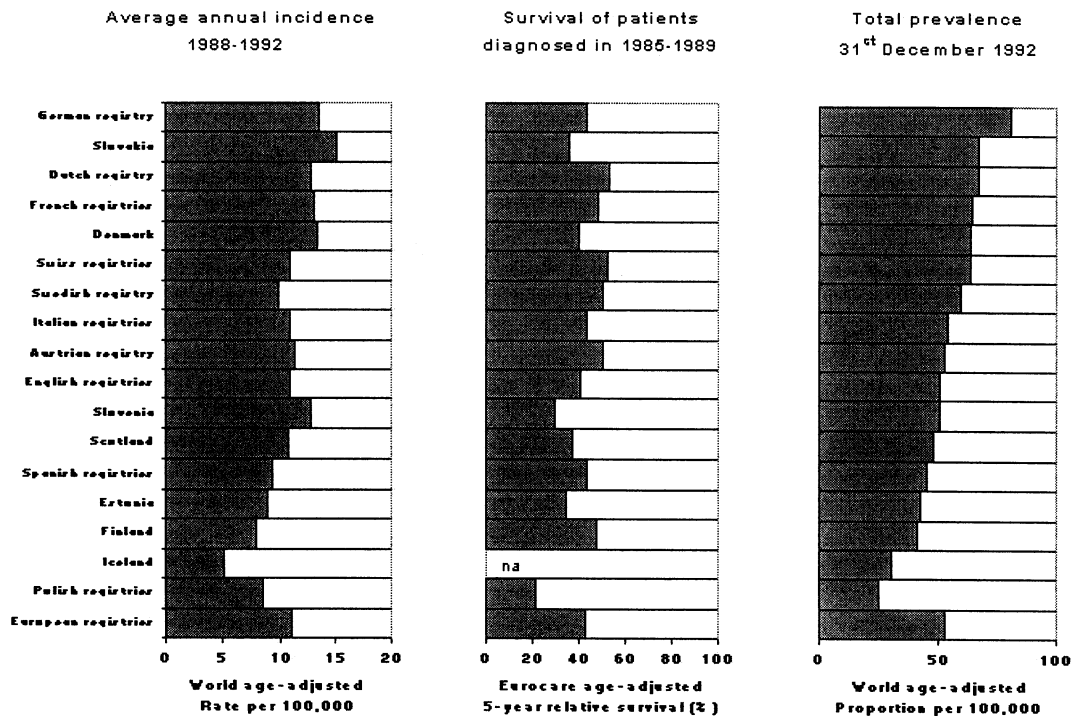 Average annual incidence
1988-1992
Survival of patients
diagnosed in 1985-1989
Total prevalence
31st December 1992
German registry
Slovakia
Dutch registry
French registries
Denmark
Swiss registries
Swedish registry
Italian registries
Austrian registry
English registries
Slovenia
Scotland
Spanish registries
Estonia
Finland
Iceland
Polish registries
European registries
na
0 5 10 15 20
0 20 40 60 80 100
0 50 100
World age-adjusted
Rate per 100,000
Eurocare age-adjusted
5-year relative survival (%)
World age-adjusted
Proportion per 100,000